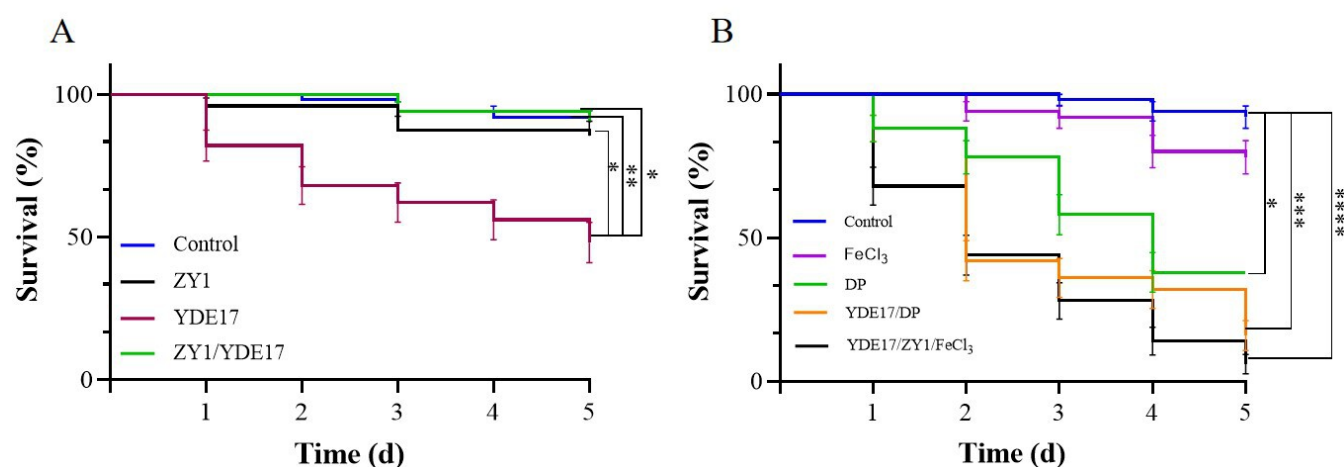 A
Survival (%)
100
50
0
Control
ZY1
YDE17
ZY1/YDE17
*
**
*
1 2 3 4 5
Time (d)
B
Survival (%)
100
50
0
Control
FeCl₃
DP
YDE17/DP
YDE17/ZY1/FeCl₃
*
****
****
1 2 3 4 5
Time (d)